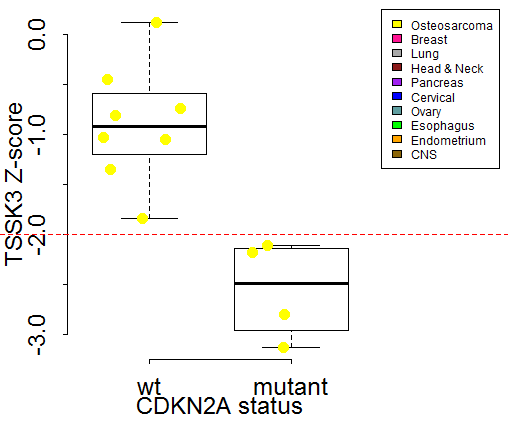 0.0
-1.0
-2.0
-3.0
TSSK3 Z-score
wt
mutant
CDKN2A status
Osteosarcoma
Breast
Lung
Head & Neck
Pancreas
Cervical
Ovary
Esophagus
Endometrium
CNS